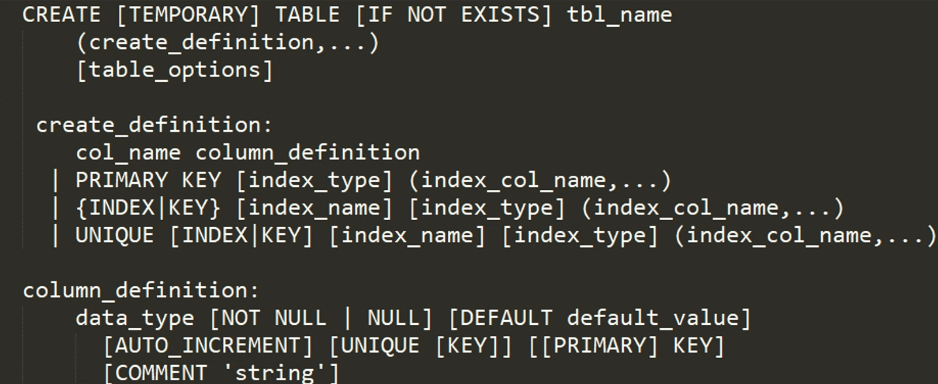 CREATE [TEMPORARY] TABLE [IF NOT EXISTS] tbl_name
(create_definition,...)
[table_options]
create_definition:
col_name column_definition
| PRIMARY KEY [index_type] (index_col_name,...)
| {INDEX|KEY} [index_name] [index_type] (index_col_name,...)
| UNIQUE [INDEX|KEY] [index_name] [index_type] (index_col_name,...)
column_definition:
data_type [NOT NULL | NULL] [DEFAULT default_value]
[AUTO_INCREMENT] [UNIQUE [KEY]] [[PRIMARY] KEY]
[COMMENT 'string']